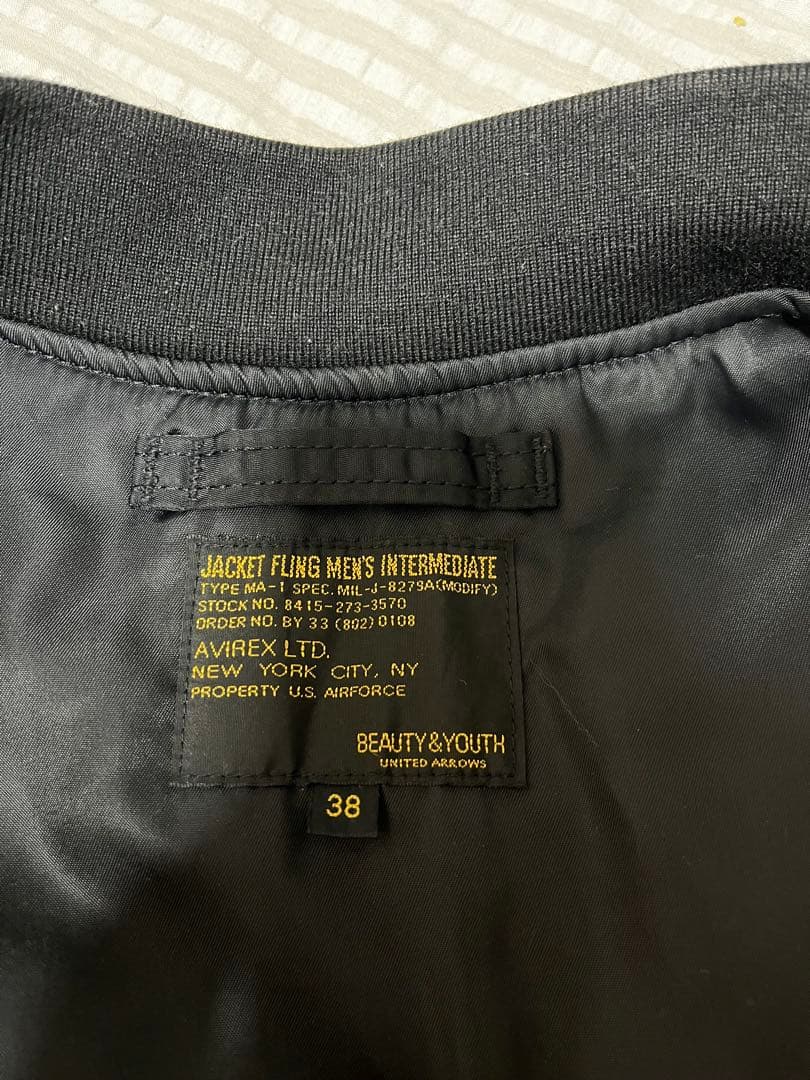 JACKET FLING MEN'S INTERMEDIATE
TYPE MA-1 SPEC. MIL-J-8279A(MODIFY)
STOCK NO. 8415-273-3570
ORDER NO. BY 33 (802) 0108
AVIREX LTD.
NEW YORK CITY, NY
PROPERTY U.S. AIRFORCE
BEAUTY&YOUTH
UNITED ARROWS
38